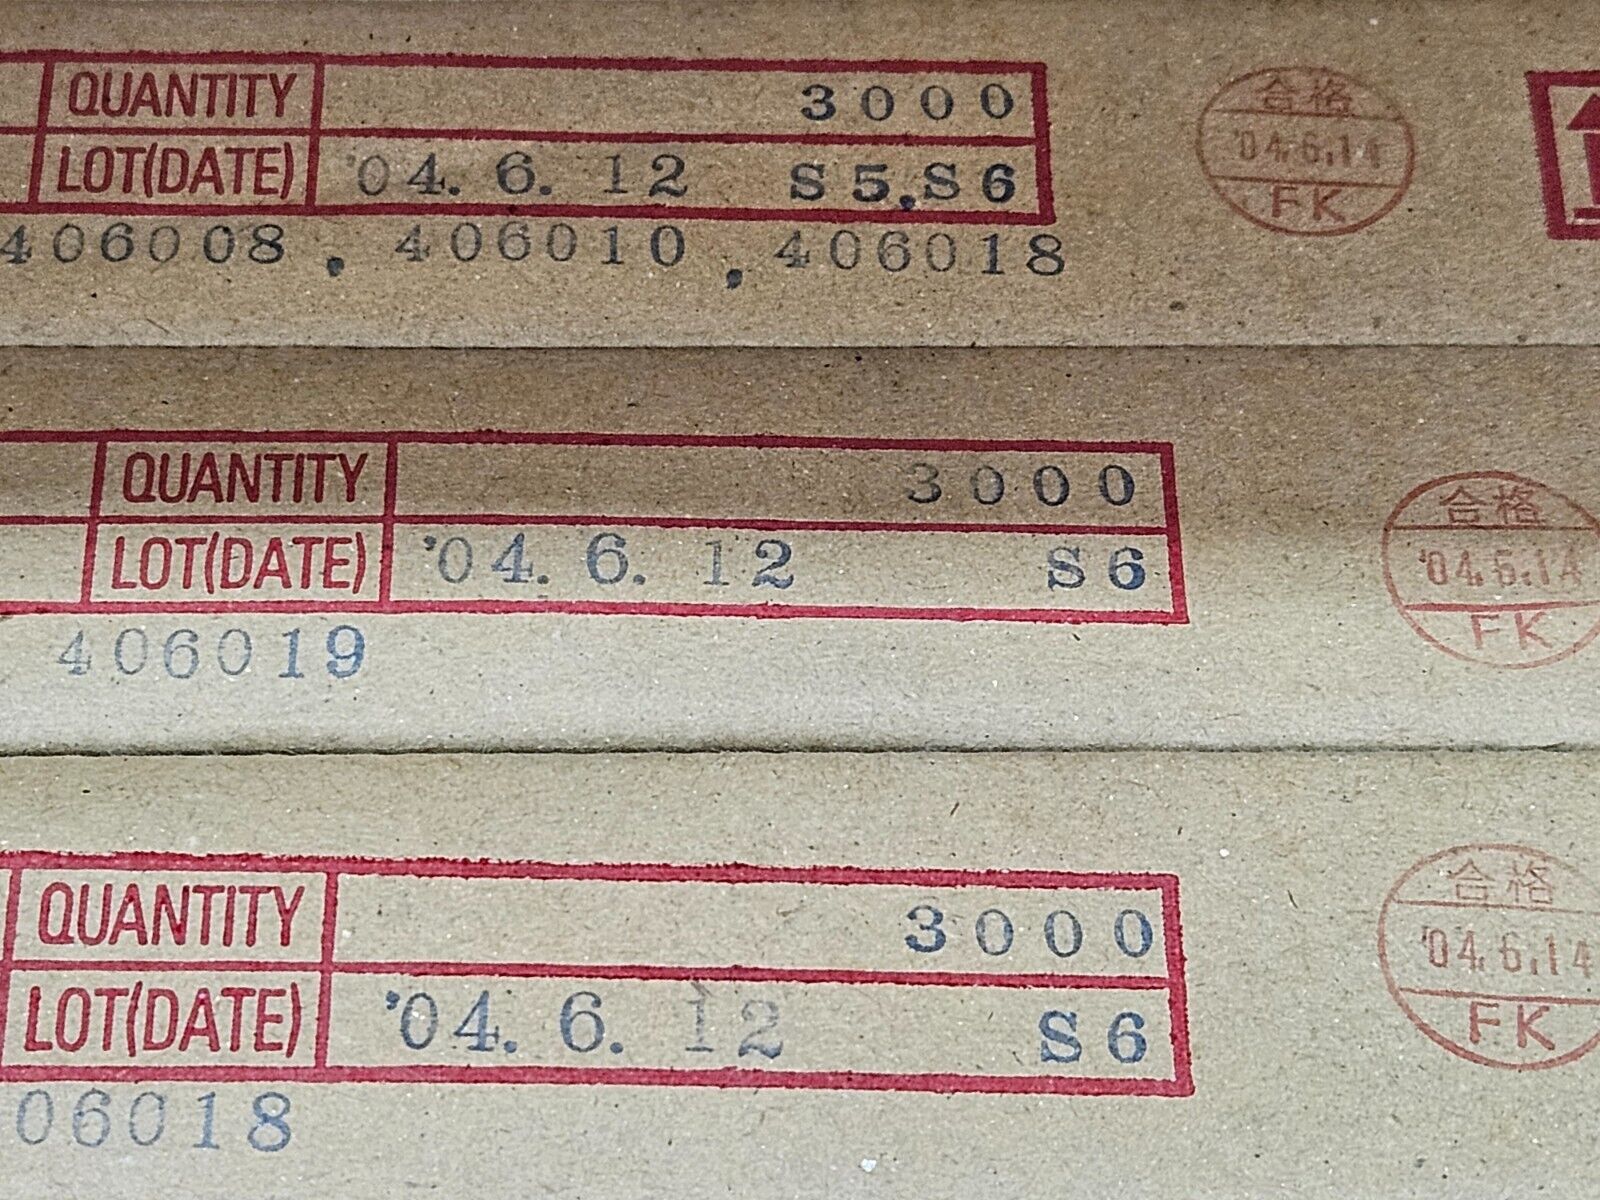 QUANTITY 3000
LOT(DATE) '04. 6. 12 S5,S6
406008, 406010, 406018
合格
'04.6.14
FK
QUANTITY 3000
LOT(DATE) '04. 6. 12 S6
406019
合格
'04.6.14
FK
QUANTITY 3000
LOT(DATE) '04. 6. 12 S6
06018
合格
'04.6.14
FK